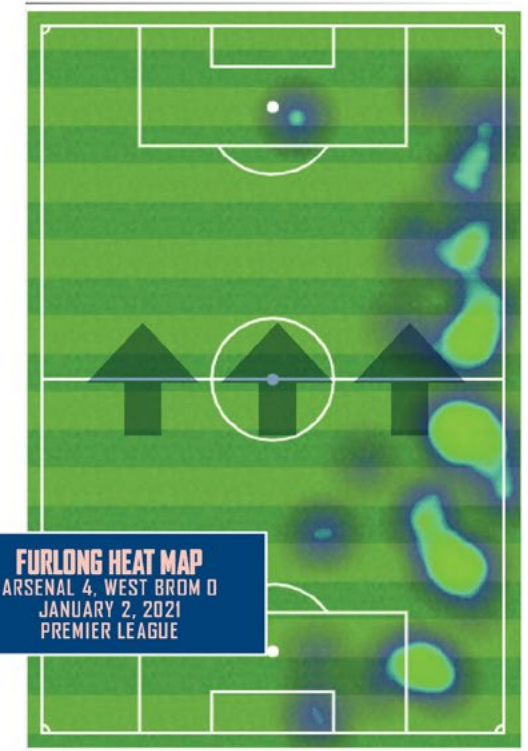 FURLONG HEAT MAP
ARSENAL 4, WEST BROM 0
JANUARY 2, 2021
PREMIER LEAGUE